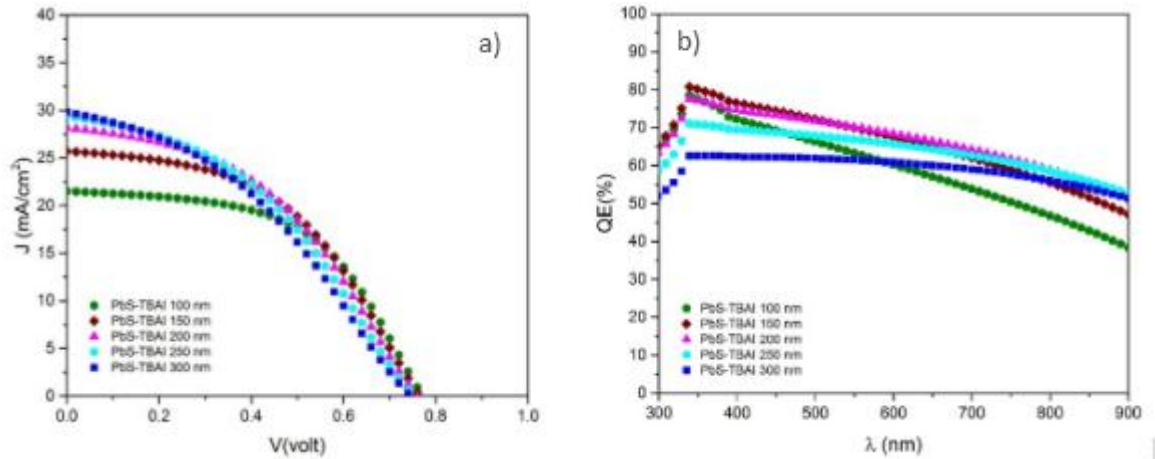 a)
J (mA/cm²)
40
35
30
25
20
15
10
5
0
PbS-TBAI 100 nm
PbS-TBAI 150 nm
PbS-TBAI 200 nm
PbS-TBAI 250 nm
PbS-TBAI 300 nm
0.0 0.2 0.4 0.6 0.8 1.0
V(volt)
b)
QE(%)
100
90
80
70
60
50
40
30
20
10
0
PbS-TBAI 100 nm
PbS-TBAI 150 nm
PbS-TBAI 200 nm
PbS-TBAI 250 nm
PbS-TBAI 300 nm
300 400 500 600 700 800 900
λ (nm)